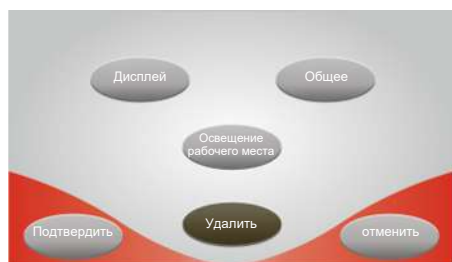 Дисплей
Общее
Освещение
рабочего места
Удалить
Подтвердить
отменить